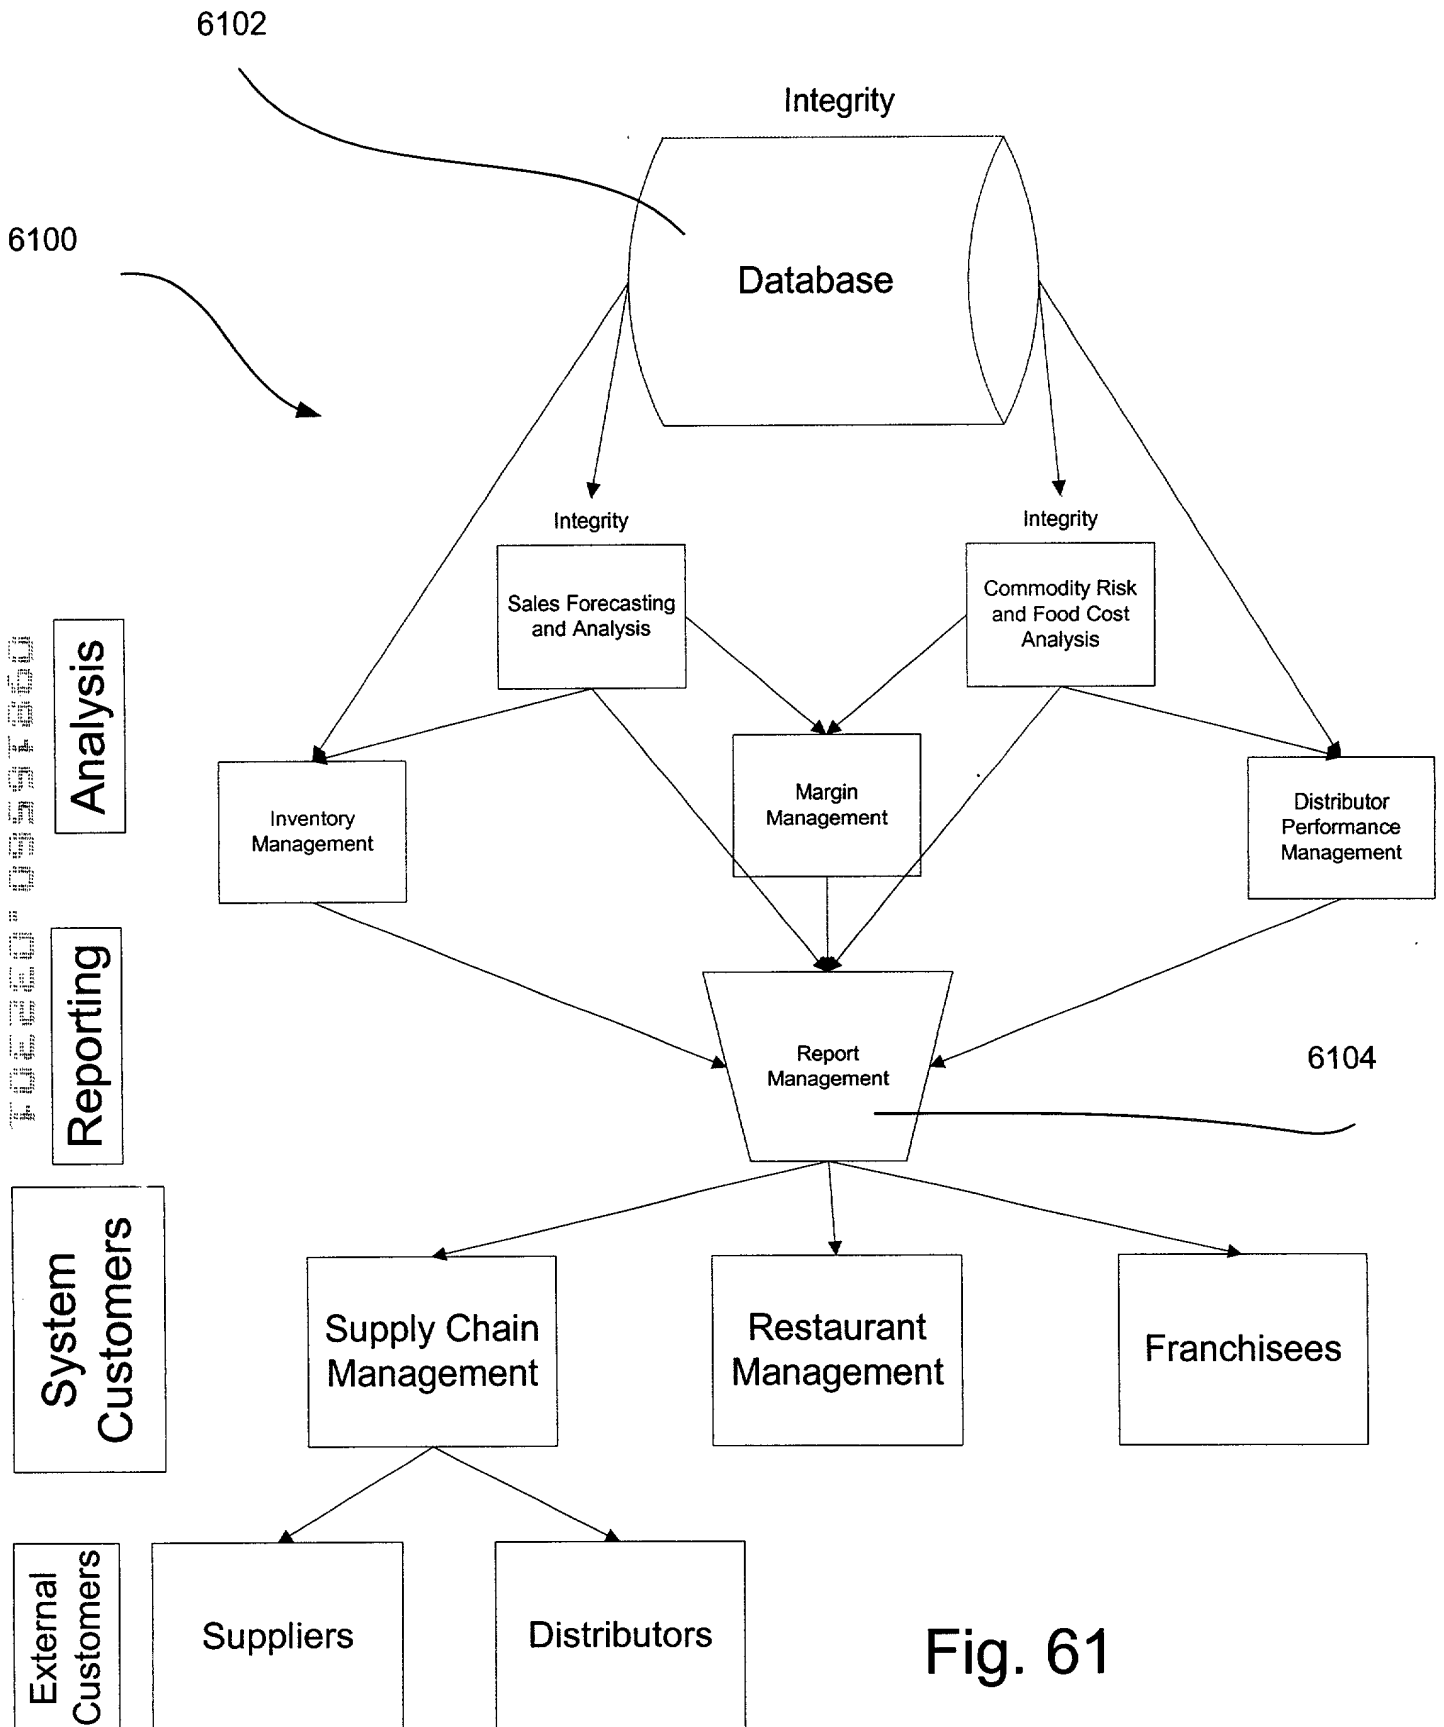 6102
Integrity
6100
Database
Integrity
Integrity
Sales Forecasting
and Analysis
Commodity Risk
and Food Cost
Analysis
Analysis
Inventory
Management
Margin
Management
Distributor
Performance
Management
Reporting
Report
Management
6104
System
Customers
Supply Chain
Management
Restaurant
Management
Franchisees
External
Customers
Suppliers
Distributors
Fig. 61